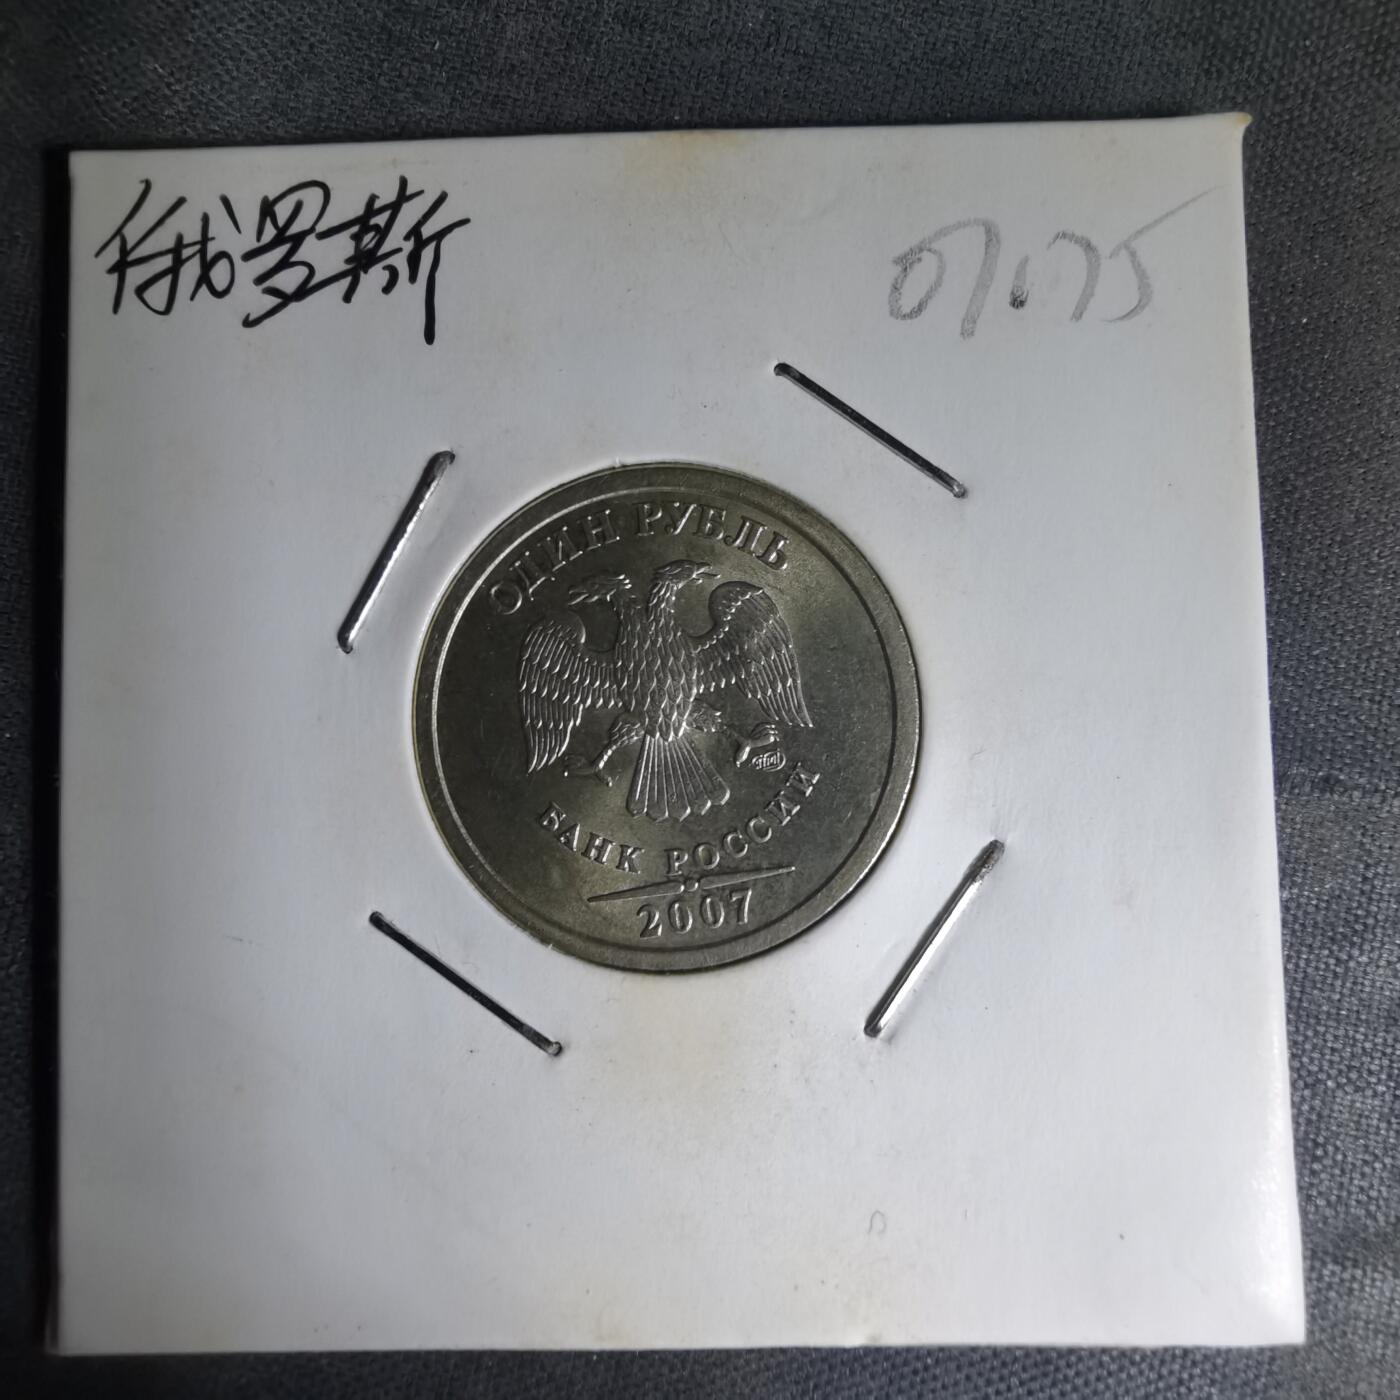 俄罗斯
07.75
ОДИН РУБЛЬ
БАНК РОССИИ
2007